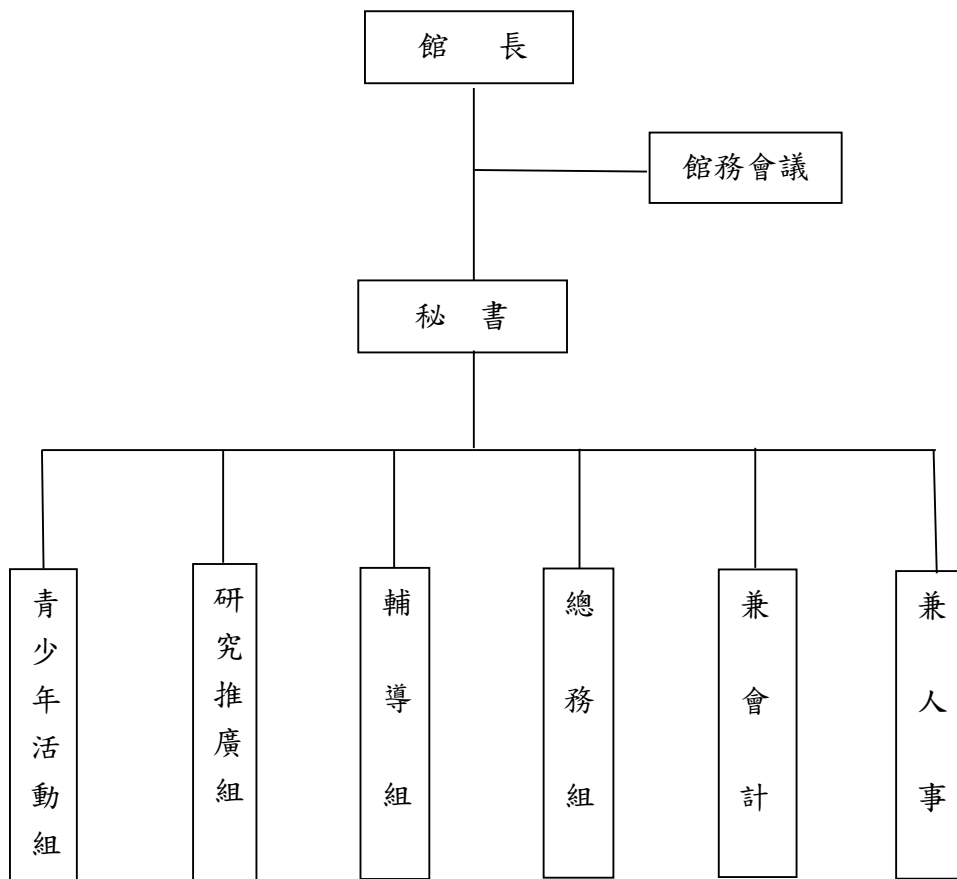 館　長
館務會議
秘　書
青少年活動組
研究推廣組
輔導組
總務組
兼會計
兼人事